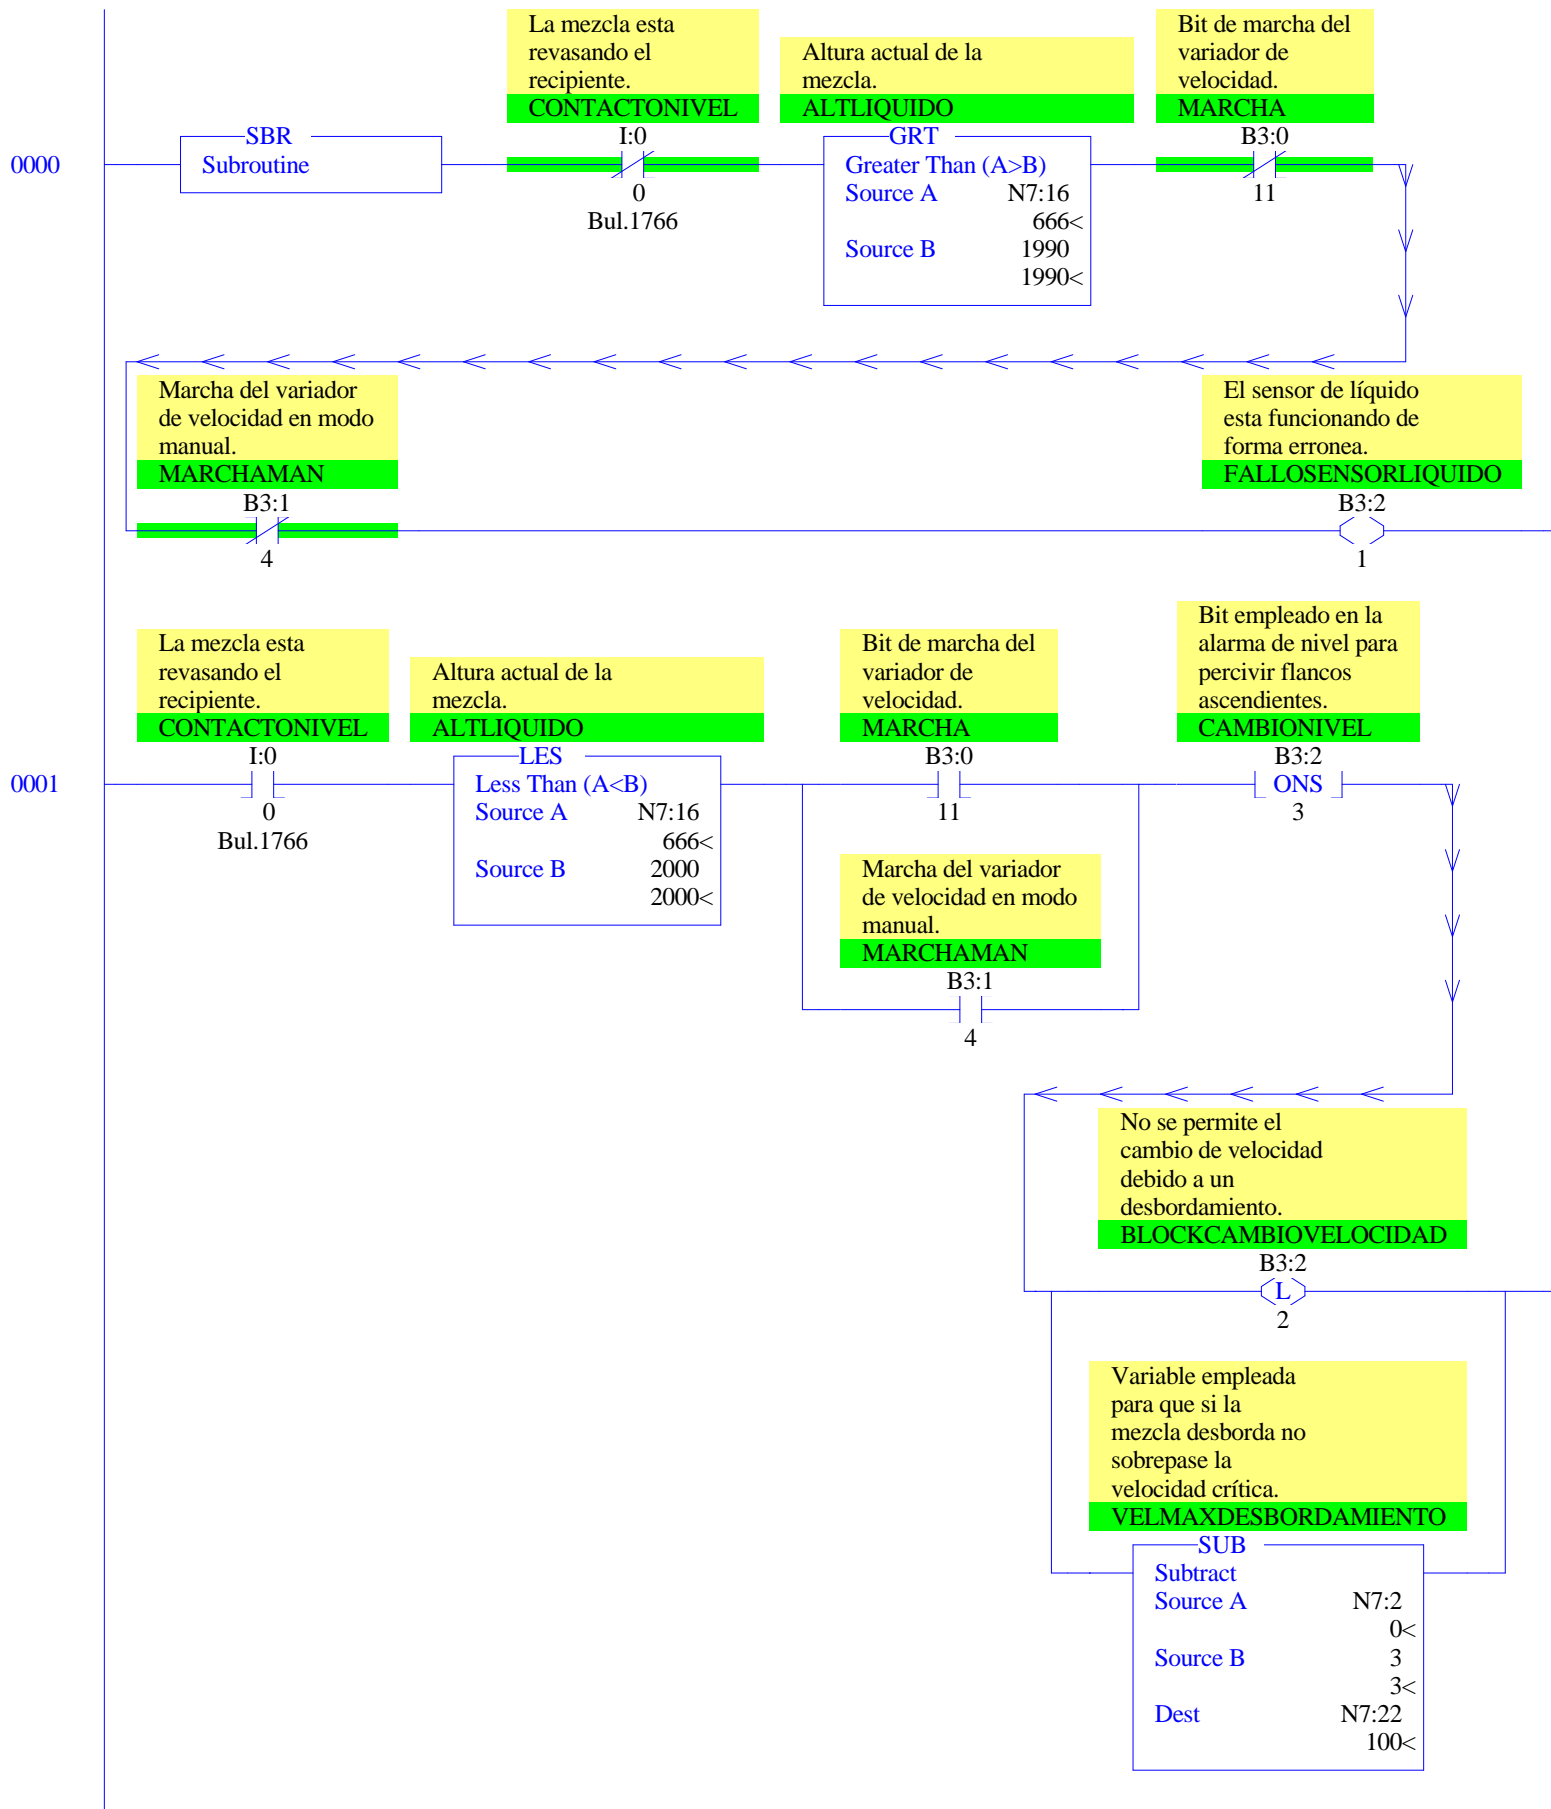 La mezcla esta
revasando el
recipiente.
CONTACTONIVEL
I:0
0
Bul.1766
Altura actual de la
mezcla.
ALTLIQUIDO
GRT
Greater Than (A>B)
Source A N7:16
666<
Source B 1990
1990<
Bit de marcha del
variador de
velocidad.
MARCHA
B3:0
11
0000
SBR
Subroutine
Marcha del variador
de velocidad en modo
manual.
MARCHAMAN
B3:1
4
El sensor de líquido
esta funcionando de
forma erronea.
FALLOSENSORLIQUIDO
B3:2
1
0001
La mezcla esta
revasando el
recipiente.
CONTACTONIVEL
I:0
0
Bul.1766
Altura actual de la
mezcla.
ALTLIQUIDO
LES
Less Than (A<B)
Source A N7:16
666<
Source B 2000
2000<
Bit de marcha del
variador de
velocidad.
MARCHA
B3:0
11
Marcha del variador
de velocidad en modo
manual.
MARCHAMAN
B3:1
4
Bit empleado en la
alarma de nivel para
percivir flancos
ascendientes.
CAMBIONIVEL
B3:2
ONS
3
No se permite el
cambio de velocidad
debido a un
desbordamiento.
BLOCKCAMBIOVELOCIDAD
B3:2
L
2
Variable empleada
para que si la
mezcla desborda no
sobrepase la
velocidad crítica.
VELMAXDESBORDAMIENTO
SUB
Subtract
Source A N7:2
0<
Source B 3
3<
Dest N7:22
100<